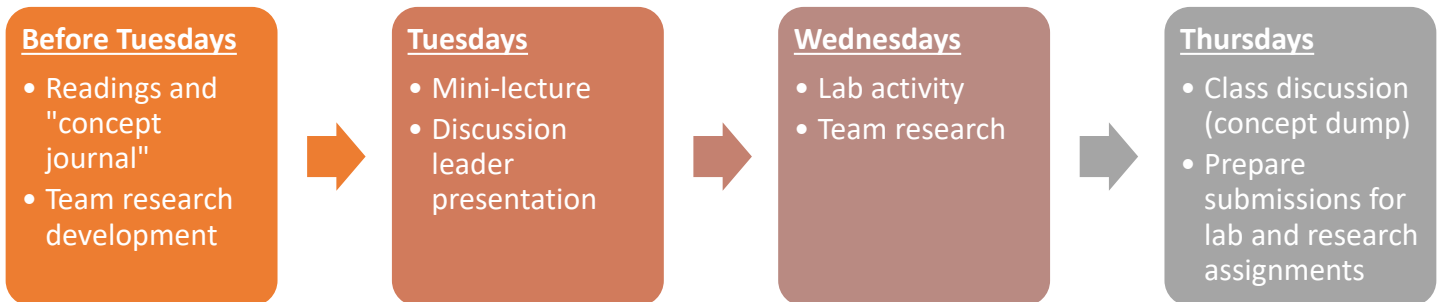 Before Tuesdays
• Readings and
"concept
journal"
• Team research
development
Tuesdays
• Mini-lecture
• Discussion
leader
presentation
Wednesdays
• Lab activity
• Team research
Thursdays
• Class discussion
(concept dump)
• Prepare
submissions for
lab and research
assignments